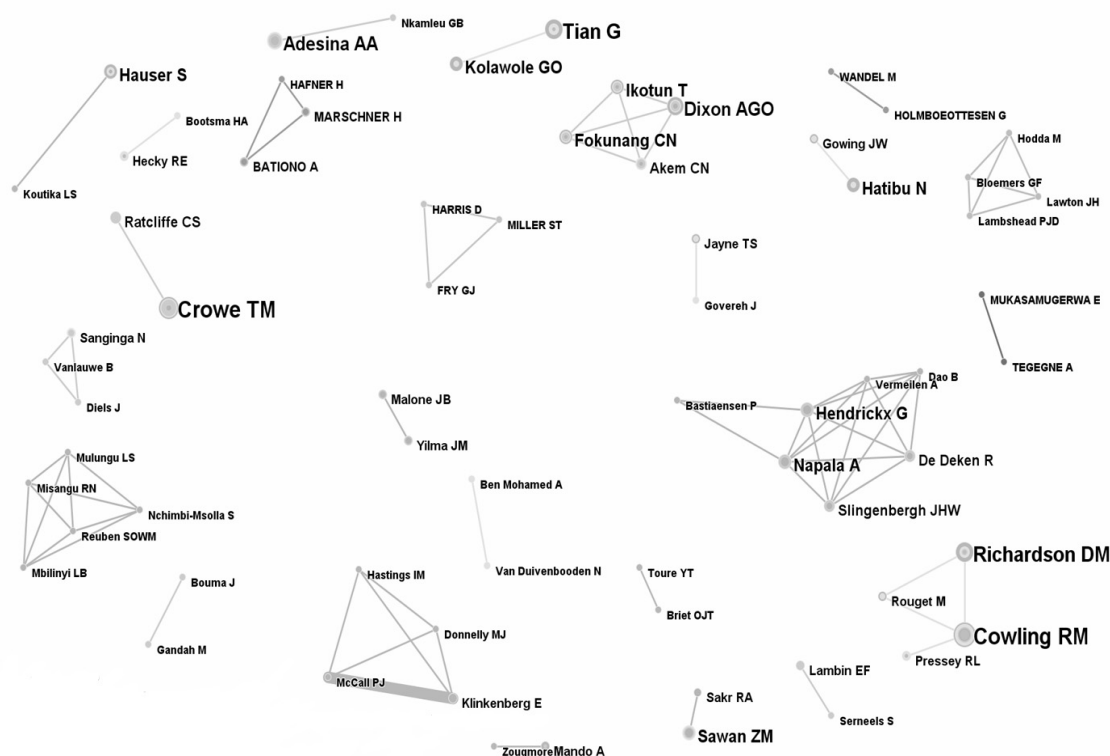 Nkamleu GB
Adesina AA
Tian G
Kolawole GO
Hauser S
HAFNER H
MARSCHNER H
BATIONO A
Bootsma HA
Hecky RE
Koutika LS
Ikotun T
Dixon AGO
Fokunang CN
Akem CN
WANDEL M
HOLMBOEOTTESEN G
Gowing JW
Hatibu N
Hodda M
Bloemers GF
Lawton JH
Lambshead PJD
Ratcliffe CS
Crowe TM
HARRIS D
MILLER ST
FRY GJ
Jayne TS
Govereh J
MUKASAMUGERWA E
TEGEGNE A
Sanginga N
Vanlauwe B
Diels J
Malone JB
Yilma JM
Dao B
Vermeilen A
Bastiaensen P
Hendrickx G
Napala A
De Deken R
Slingenbergh JHW
Mulungu LS
Misangu RN
Nchimbi-Msolla S
Reuben SOWM
Mbilinyi LB
Ben Mohamed A
Van Duivenbooden N
Bouma J
Gandah M
Hastings IM
Donnelly MJ
McCall PJ
Klinkenberg E
Toure YT
Briet OJT
Richardson DM
Rouget M
Cowling RM
Pressey RL
Lambin EF
Serneels S
Sakr RA
Sawan ZM
Zougmore
Mando A